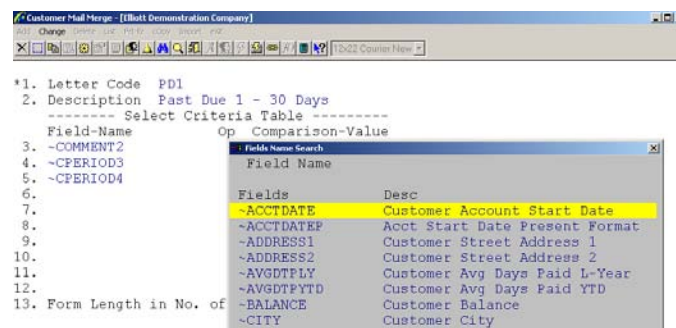 Customer Mail Merge - [Elliott Demonstration Company]
Add Change Delete List Prt-ltr cOpy Import eXit
12x22 Courier New
*1. Letter Code PD1
2. Description Past Due 1 - 30 Days
-------- Select Criteria Table ---------
Field-Name Op Comparison-Value
3. ~COMMENT2
4. ~CPERIOD3
5. ~CPERIOD4
6.
7.
8.
9.
10.
11.
12.
13. Form Length in No. of
Fields Name Search
Field Name
Fields Desc
~ACCTDATE Customer Account Start Date
~ACCTDATEP Acct Start Date Present Format
~ADDRESS1 Customer Street Address 1
~ADDRESS2 Customer Street Address 2
~AVGDTPLY Customer Avg Days Paid L-Year
~AVGDTPYTD Customer Avg Days Paid YTD
~BALANCE Customer Balance
~CITY Customer City